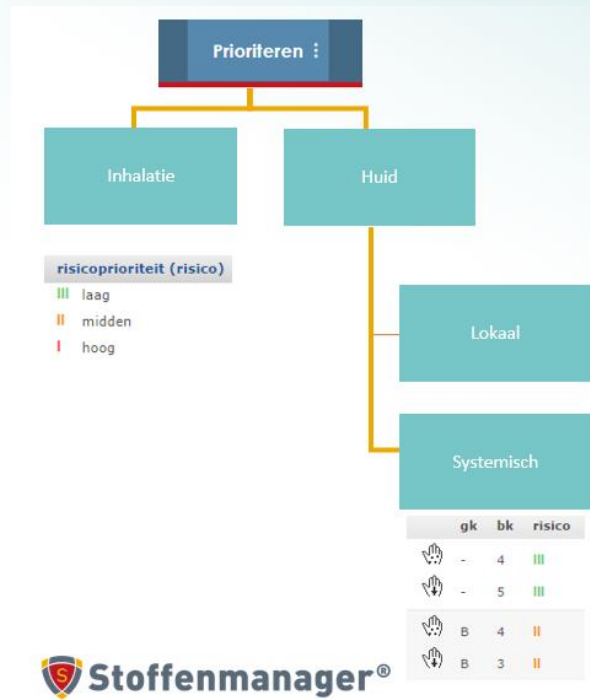 Prioriteren
Inhalatie
Huid
risicoprioriteit (risico)
III laag
II midden
I hoog
Lokaal
Systemisch
gk bk risico
- 4 III
- 5 III
B 4 II
B 3 II
S Stoffenmanager®